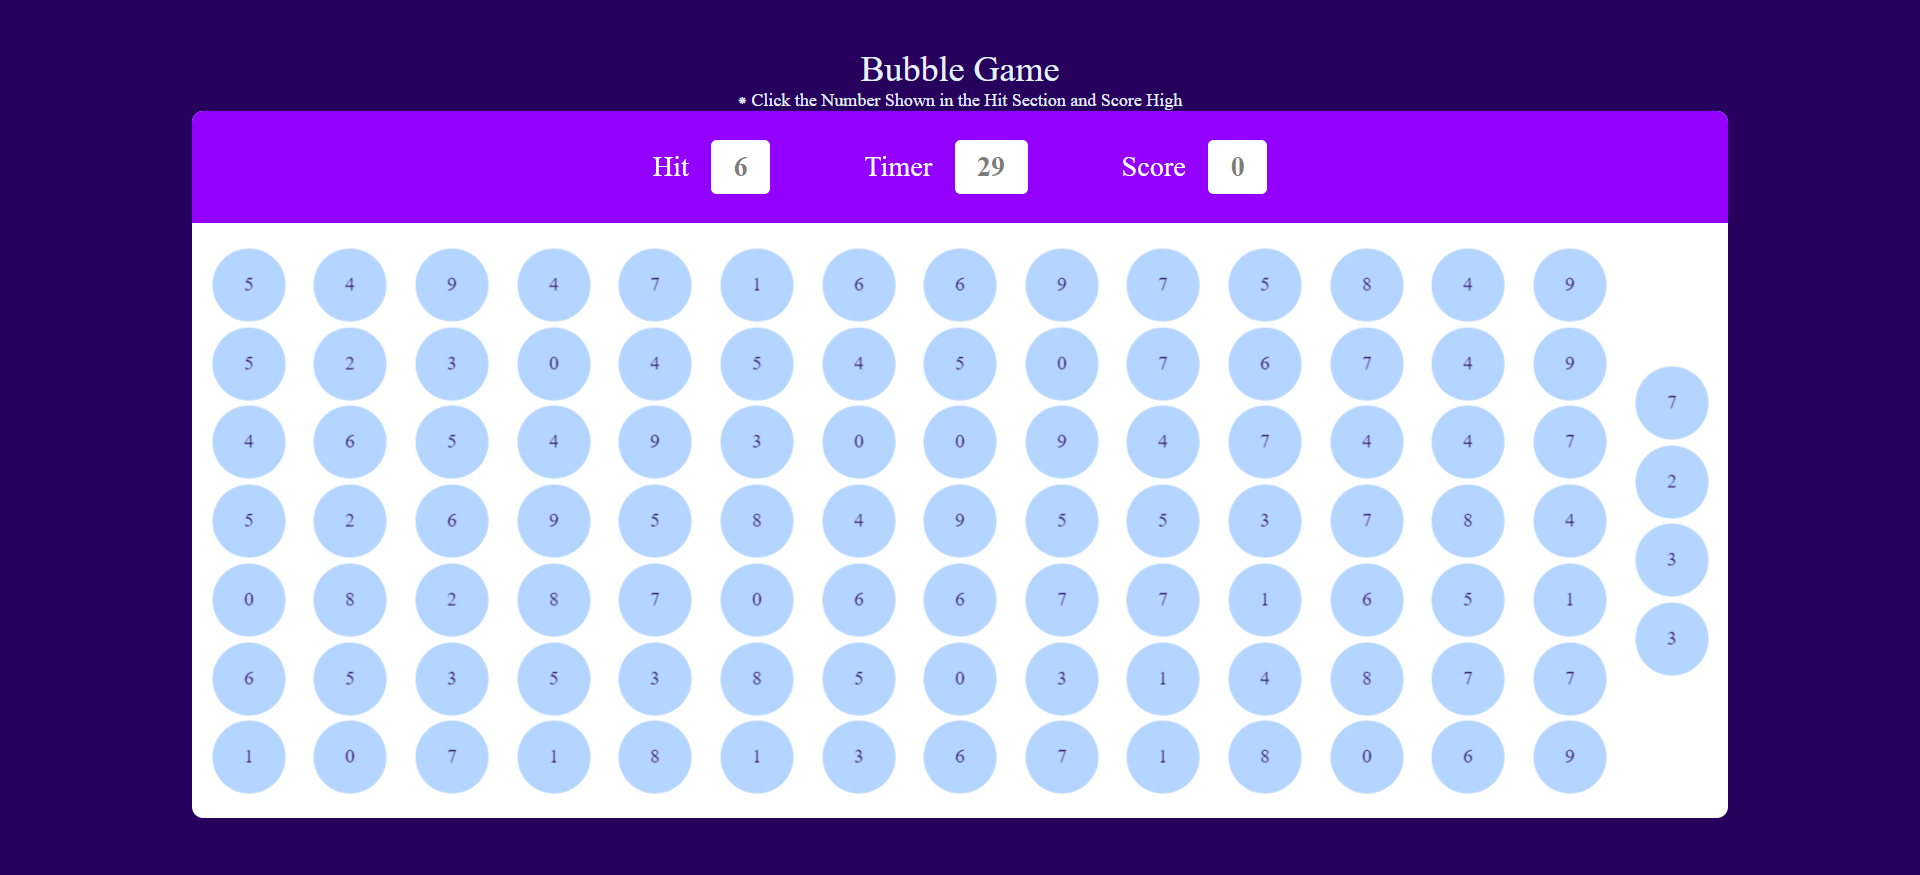 Bubble Game
* Click the Number Shown in the Hit Section and Score High
Hit 6 Timer 29 Score 0
5 4 9 4 7 1 6 6 9 7 5 8 4 9
5 2 3 0 4 5 4 5 0 7 6 7 4 9
7
4 6 5 4 9 3 0 0 9 4 7 4 4 7
2
5 2 6 9 5 8 4 9 5 5 3 7 8 4
3
0 8 2 8 7 0 6 6 7 7 1 6 5 1
3
6 5 3 5 3 8 5 0 3 1 4 8 7 7
1 0 7 1 8 1 3 6 7 1 8 0 6 9